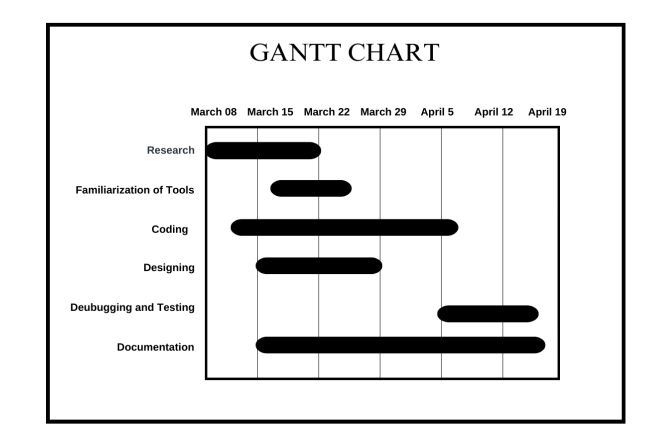 GANTT CHART
March 08 March 15 March 22 March 29 April 5 April 12 April 19
Research
Familiarization of Tools
Coding
Designing
Deubugging and Testing
Documentation